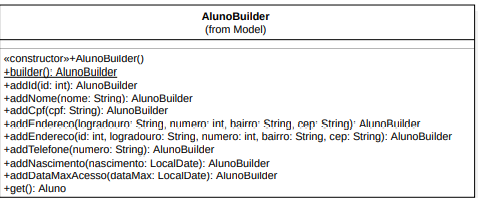 AlunoBuilder
(from Model)
«constructor»+AlunoBuilder()
+builder(): AlunoBuilder
+addId(id: int): AlunoBuilder
+addNome(nome: String): AlunoBuilder
+addCpf(cpf: String): AlunoBuilder
+addEndereco(logradouro: String, numero: int, bairro: String, cep: String): AlunoBuilder
+addEndereco(id: int, logradouro: String, numero: int, bairro: String, cep: String): AlunoBuilder
+addTelefone(numero: String): AlunoBuilder
+addNascimento(nascimento: LocalDate): AlunoBuilder
+addDataMaxAcesso(dataMax: LocalDate): AlunoBuilder
+get(): Aluno